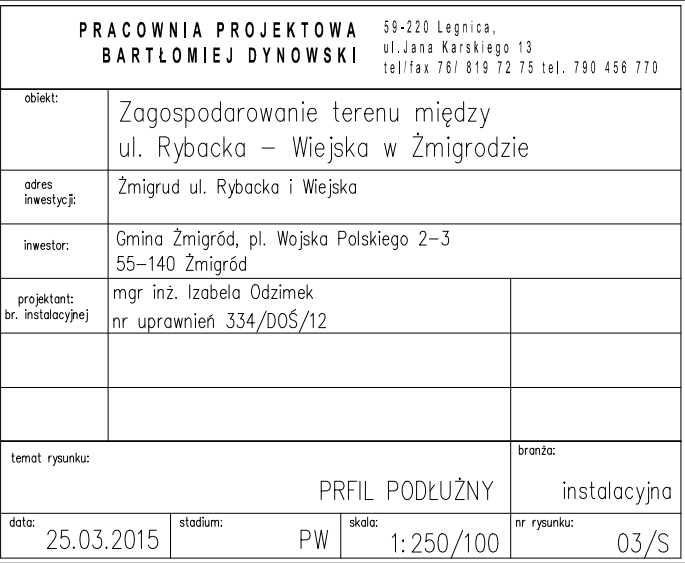 PRACOWNIA PROJEKTOWA
BARTŁOMIEJ DYNOWSKI
59-220 Legnica,
ul.Jana Karskiego 13
tel/fax 76/ 819 72 75 tel. 790 456 770
obiekt:
Zagospodarowanie terenu między
ul. Rybacka – Wiejska w Żmigrodzie
adres
inwestycji:
Żmigrud ul. Rybacka i Wiejska
inwestor:
Gmina Żmigród, pl. Wojska Polskiego 2–3
55–140 Żmigród
projektant:
br. instalacyjnej
mgr inż. Izabela Odzimek
nr uprawnień 334/DOŚ/12
temat rysunku:
PRFIL PODŁUŻNY
branża:
instalacyjna
data:
25.03.2015
stadium:
PW
skala:
1:250/100
nr rysunku:
03/S